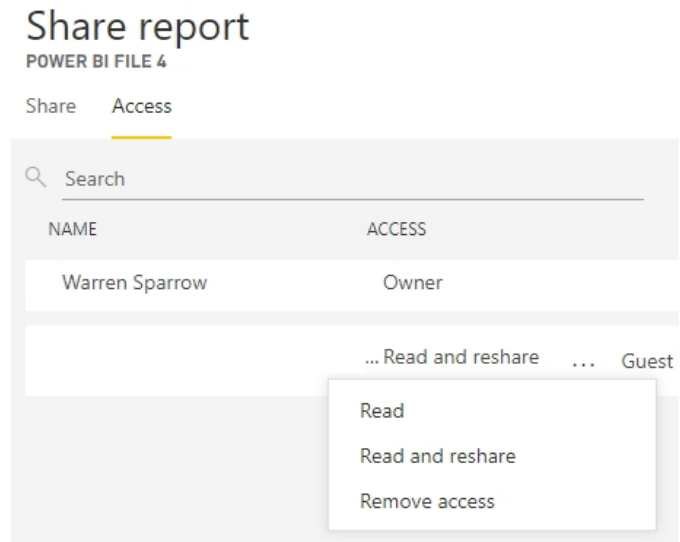 Share report
POWER BI FILE 4
Share Access
Search
NAME ACCESS
Warren Sparrow Owner
... Read and reshare ... Guest
Read
Read and reshare
Remove access